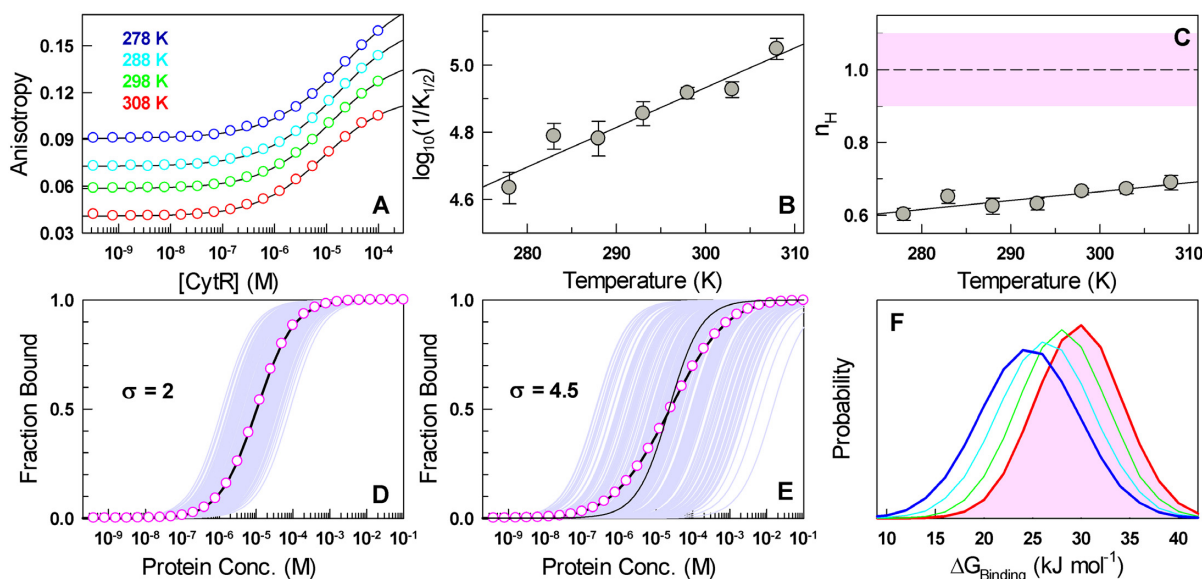 0.15
0.12
0.09
0.06
0.03
Anisotropy
278 K
288 K
298 K
308 K
A
10⁻⁹ 10⁻⁸ 10⁻⁷ 10⁻⁶ 10⁻⁵ 10⁻⁴
[CytR] (M)
5.0
4.8
4.6
log₁₀(1/K₁/₂)
B
280 290 300 310
Temperature (K)
1.0
0.8
0.6
n_H
C
280 290 300 310
Temperature (K)
1.0
0.5
0.0
Fraction Bound
σ = 2
D
10⁻⁹ 10⁻⁸ 10⁻⁷ 10⁻⁶ 10⁻⁵ 10⁻⁴ 10⁻³ 10⁻² 10⁻¹
Protein Conc. (M)
1.0
0.5
0.0
Fraction Bound
σ = 4.5
E
10⁻⁹ 10⁻⁸ 10⁻⁷ 10⁻⁶ 10⁻⁵ 10⁻⁴ 10⁻³ 10⁻² 10⁻¹
Protein Conc. (M)
Probability
F
10 15 20 25 30 35 40
ΔG_Binding (kJ mol⁻¹)